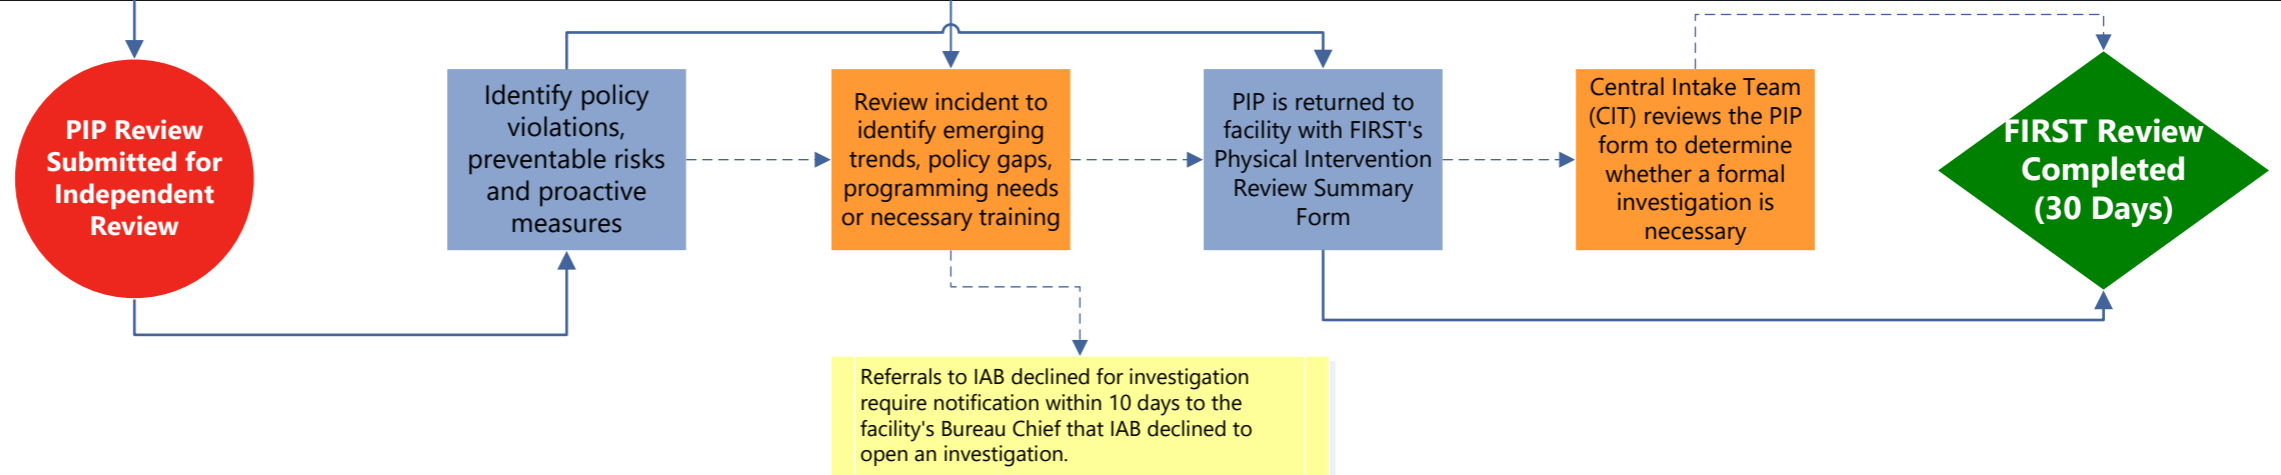 PIP Review
Submitted for
Independent
Review
Identify policy
violations,
preventable risks
and proactive
measures
Review incident to
identify emerging
trends, policy gaps,
programming needs
or necessary training
PIP is returned to
facility with FIRST's
Physical Intervention
Review Summary
Form
Central Intake Team
(CIT) reviews the PIP
form to determine
whether a formal
investigation is
necessary
FIRST Review
Completed
(30 Days)
Referrals to IAB declined for investigation
require notification within 10 days to the
facility's Bureau Chief that IAB declined to
open an investigation.